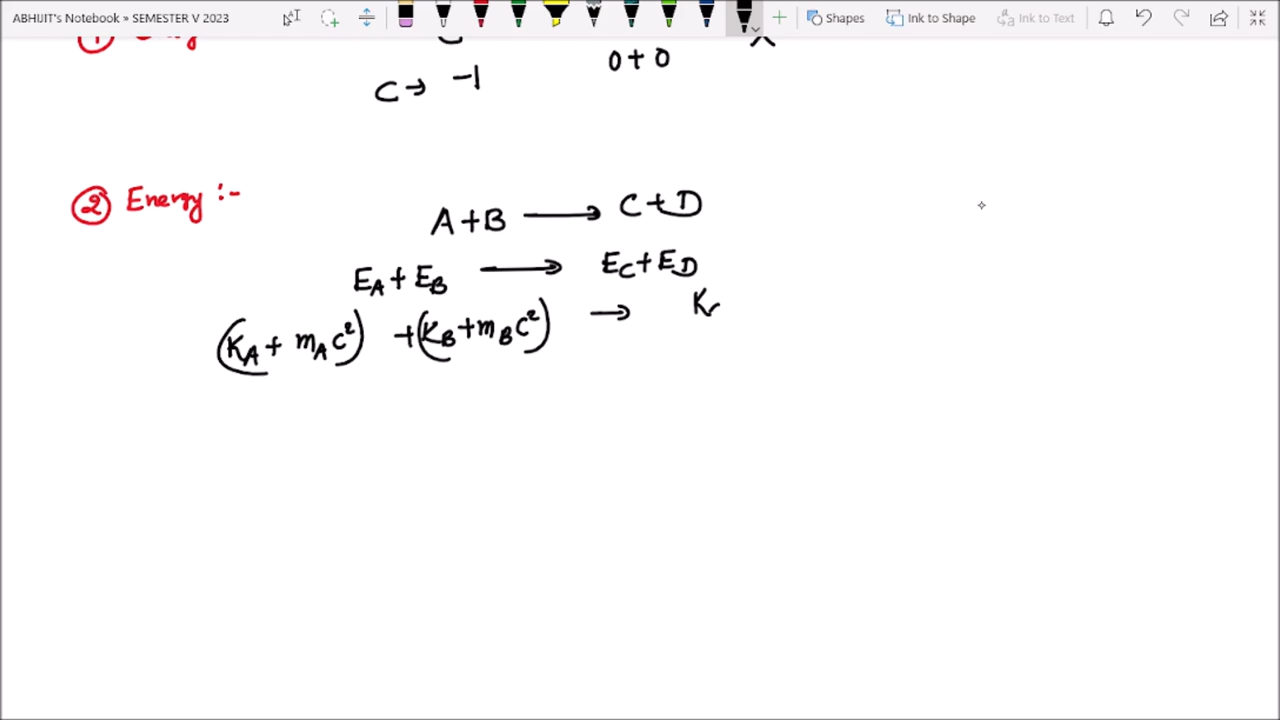 ABHIJIT's Notebook » SEMESTER V 2023 Shapes Ink to Shape Ink to Text
①
0 + 0
C → -1
② Energy :-
A + B ⟶ C + D
E_A + E_B ⟶ E_C + E_D
(K_A + m_A c²) + (K_B + m_B c²) → K